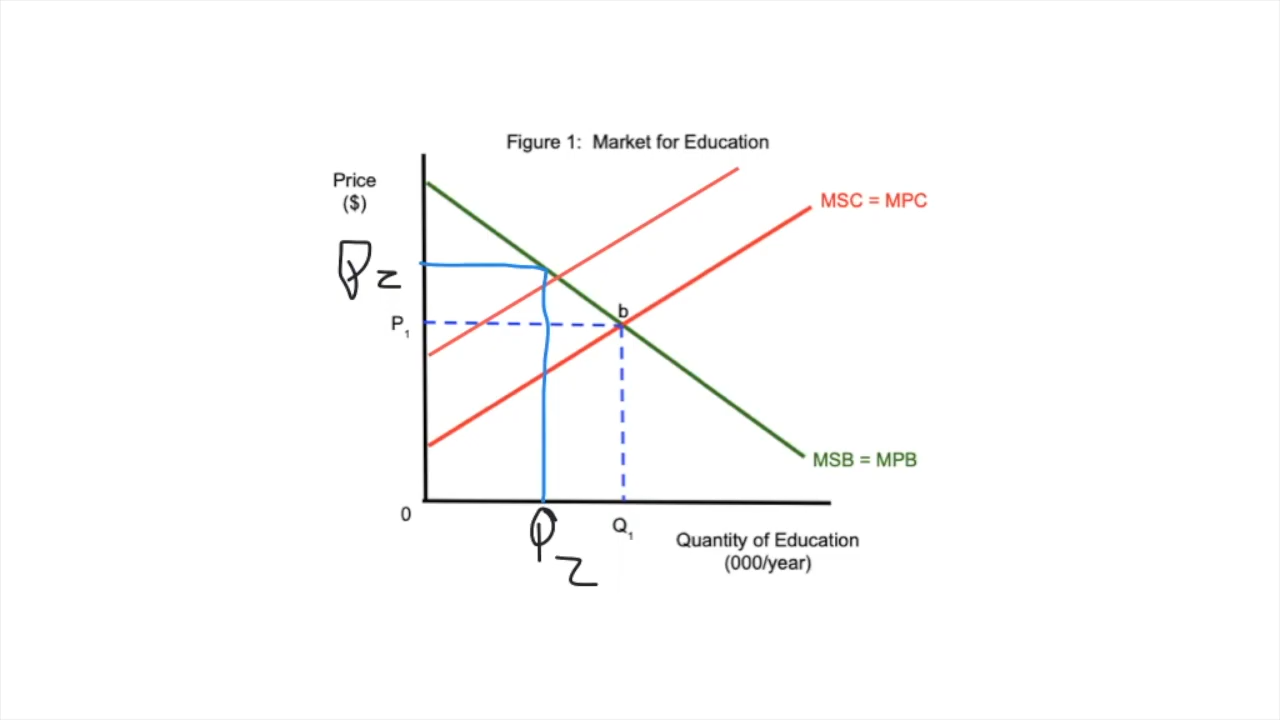 Figure 1: Market for Education
Price
($)
MSC = MPC
P2
P1
b
MSB = MPB
0
Q2
Q1
Quantity of Education
(000/year)